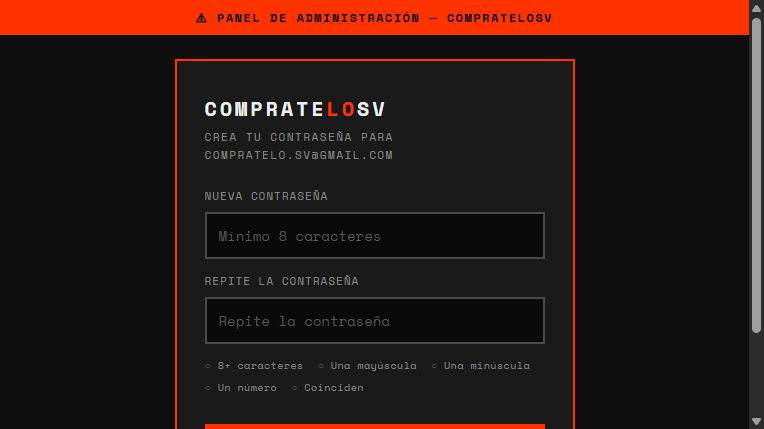 ⚠ PANEL DE ADMINISTRACIÓN — COMPRATELOSV
COMPRATELOSV
CREA TU CONTRASEÑA PARA
COMPRATELO.SV@GMAIL.COM
NUEVA CONTRASEÑA
Mínimo 8 caracteres
REPITE LA CONTRASEÑA
Repite la contraseña
○ 8+ caracteres ○ Una mayúscula ○ Una minúscula
○ Un número ○ Coinciden